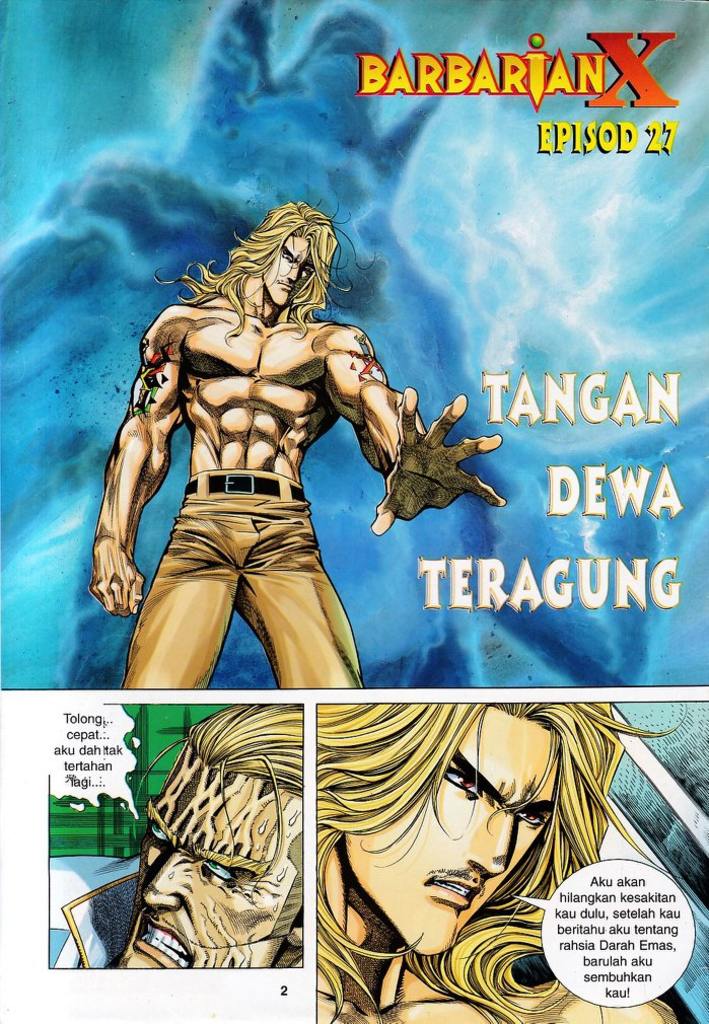 BARBARIAN X
EPISOD 27
TANGAN
DEWA
TERAGUNG
Tolong...
cepat...
aku dah tak
tertahan
lagi....
Aku akan
hilangkan kesakitan
kau dulu, setelah kau
beritahu aku tentang
rahsia Darah Emas,
barulah aku
sembuhkan
kau!
2